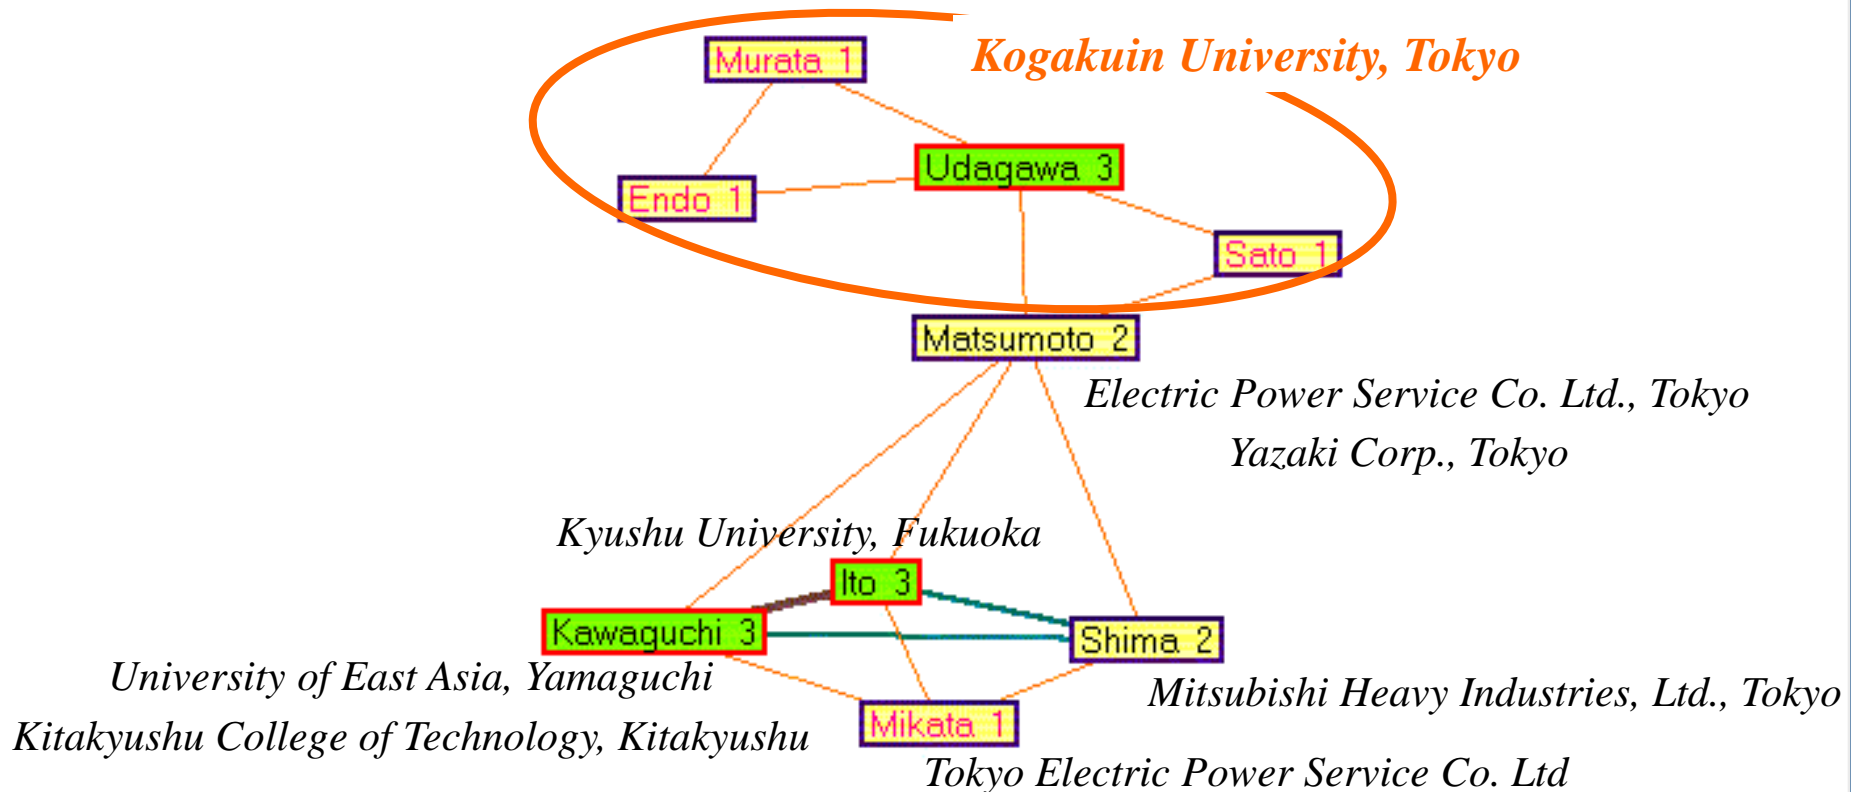 Murata 1
Kogakuin University, Tokyo
Udagawa 3
Endo 1
Sato 1
Matsumoto 2
Electric Power Service Co. Ltd., Tokyo
Yazaki Corp., Tokyo
Kyushu University, Fukuoka
Ito 3
Kawaguchi 3
Shima 2
University of East Asia, Yamaguchi
Mitsubishi Heavy Industries, Ltd., Tokyo
Mikata 1
Kitakyushu College of Technology, Kitakyushu
Tokyo Electric Power Service Co. Ltd